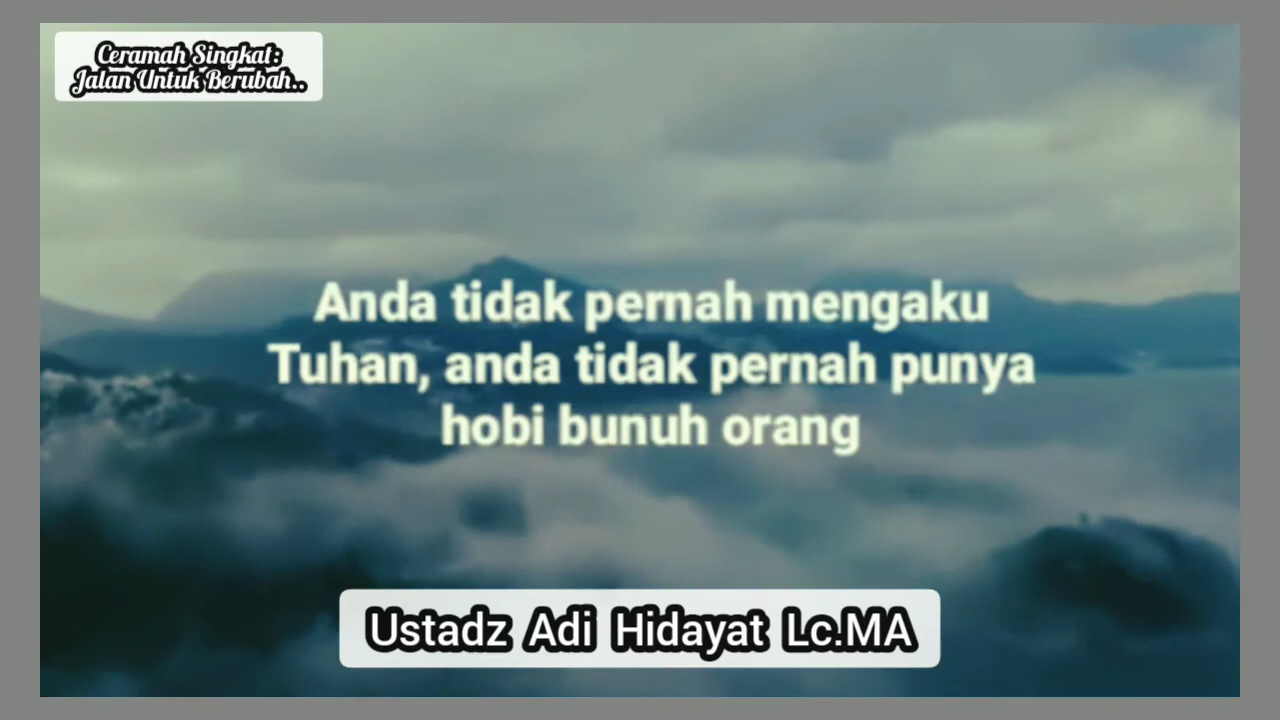 Ceramah Singkat:
Jalan Untuk Berubah..
Anda tidak pernah mengaku
Tuhan, anda tidak pernah punya
hobi bunuh orang
Ustadz Adi Hidayat Lc.MA